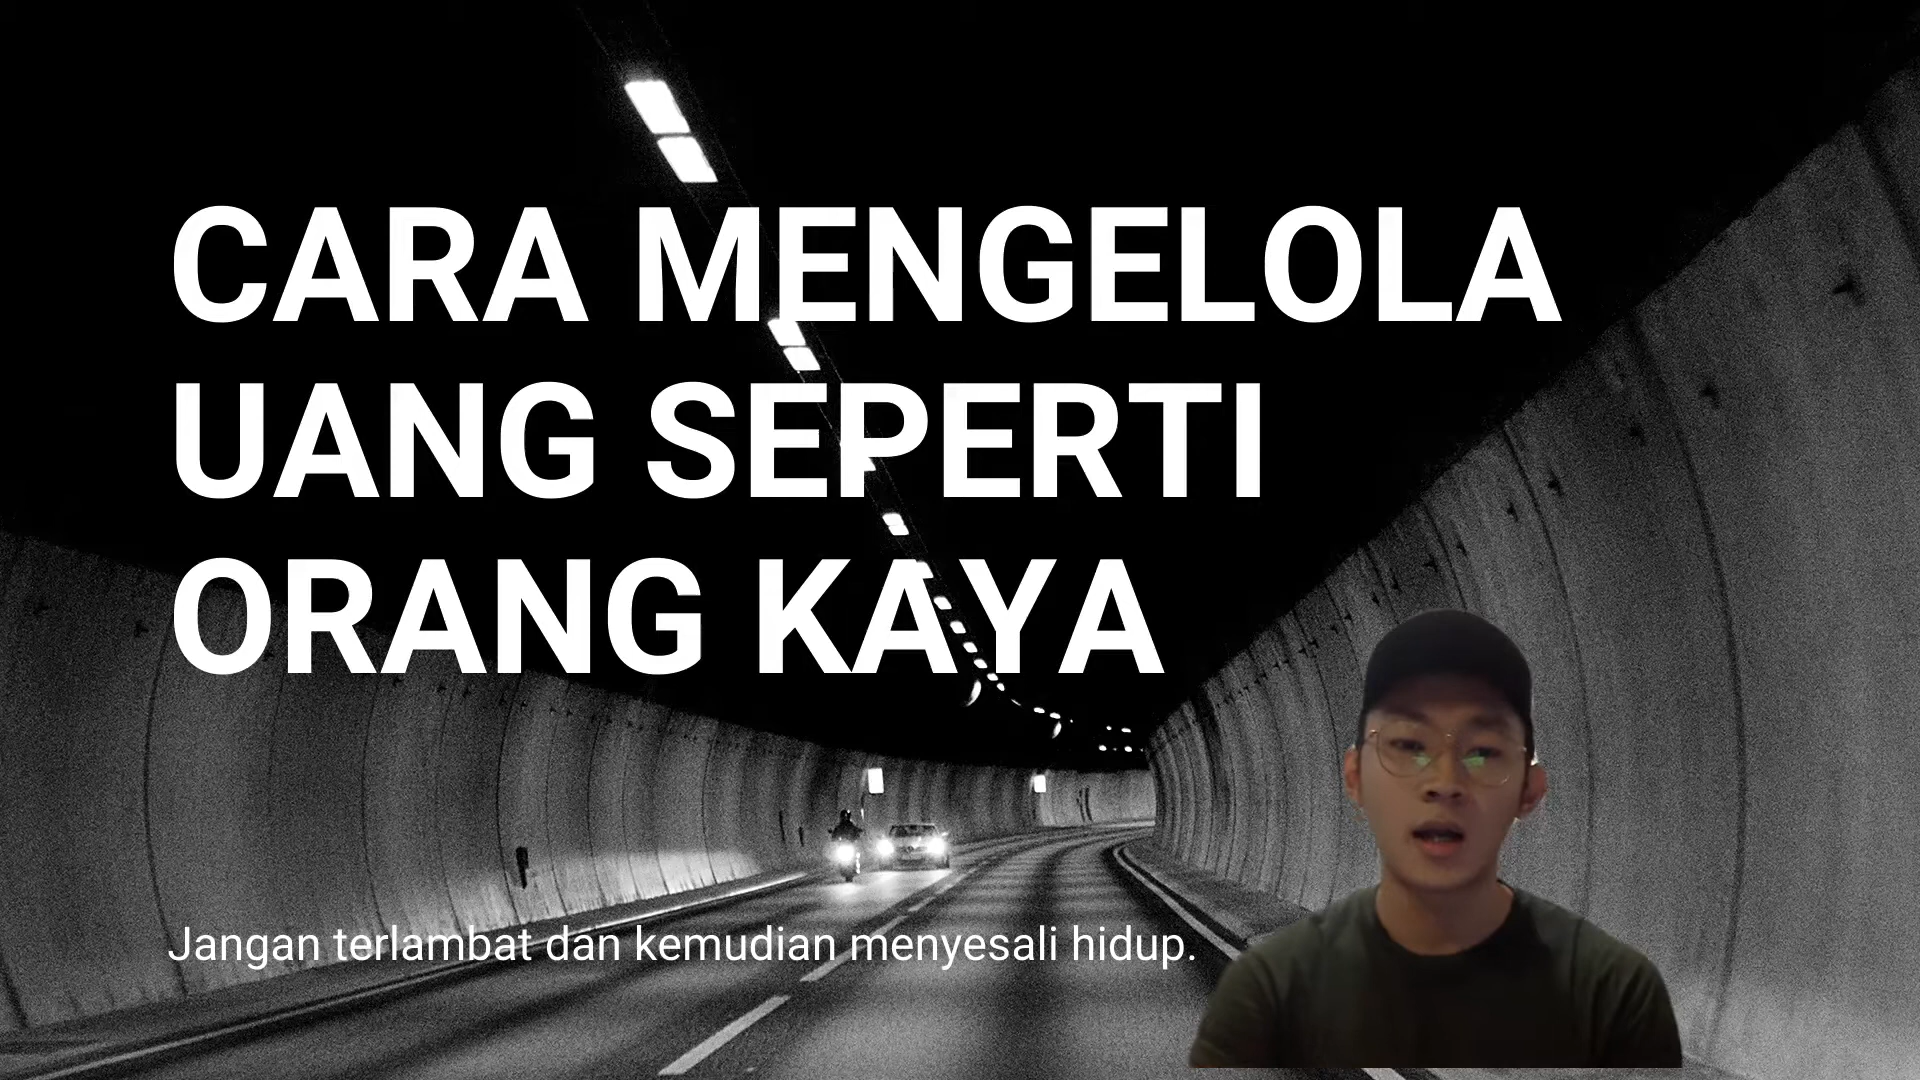 CARA MENGELOLA
UANG SEPERTI
ORANG KAYA
Jangan terlambat dan kemudian menyesali hidup.